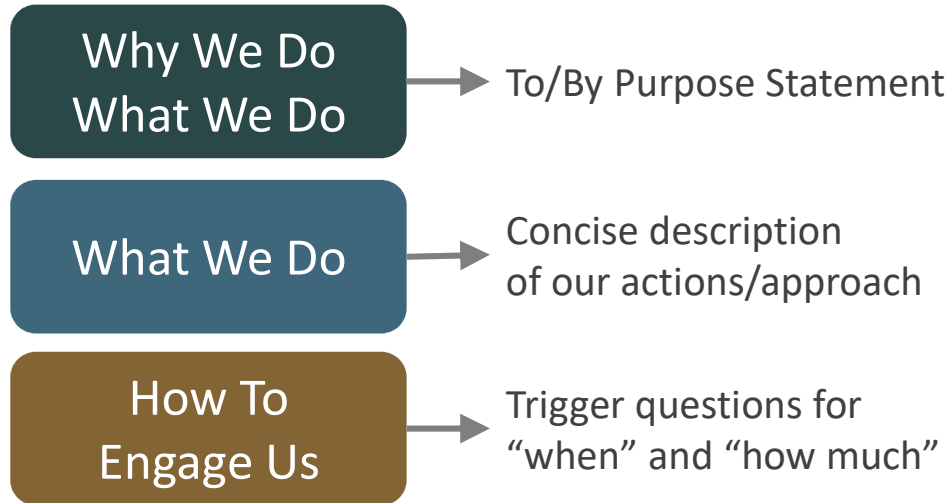 Why We Do
What We Do
To/By Purpose Statement
What We Do
Concise description
of our actions/approach
How To
Engage Us
Trigger questions for
“when” and “how much”